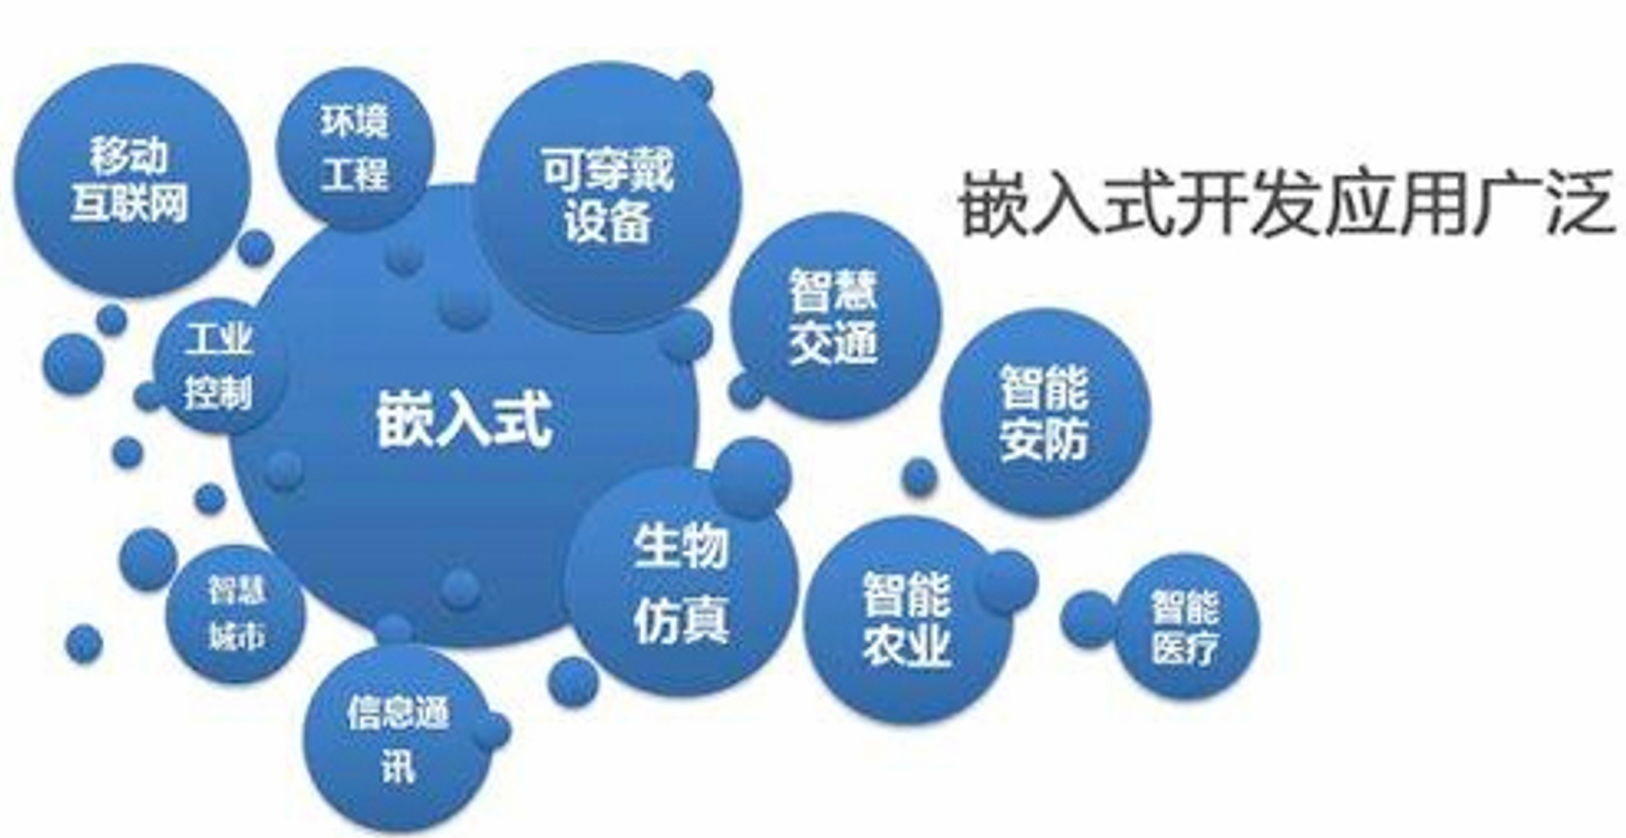 移动
互联网
环境
工程
可穿戴
设备
嵌入式开发应用广泛
智慧
交通
工业
控制
智能
安防
嵌入式
生物
仿真
智能
农业
智能
医疗
智慧
城市
信息通
讯